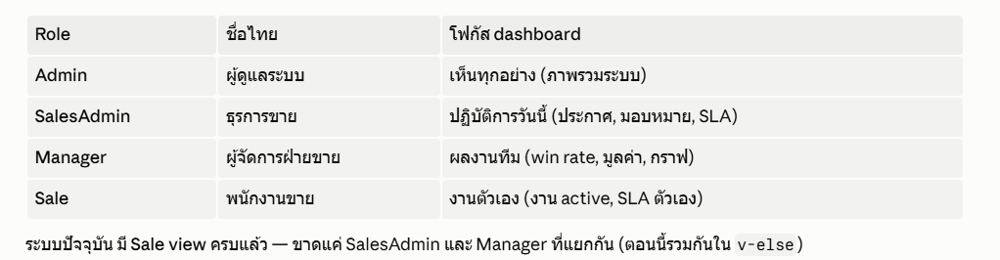 Role ชื่อไทย โฟกัส dashboard
Admin ผู้ดูแลระบบ เห็นทุกอย่าง (ภาพรวมระบบ)
SalesAdmin ธุรการขาย ปฏิบัติการวันนี้ (ประกาศ, มอบหมาย, SLA)
Manager ผู้จัดการฝ่ายขาย ผลงานทีม (win rate, มูลค่า, กราฟ)
Sale พนักงานขาย งานตัวเอง (งาน active, SLA ตัวเอง)
ระบบปัจจุบัน มี Sale view ครบแล้ว — ขาดแค่ SalesAdmin และ Manager ที่แยกกัน (ตอนนี้รวมกันใน v-else)